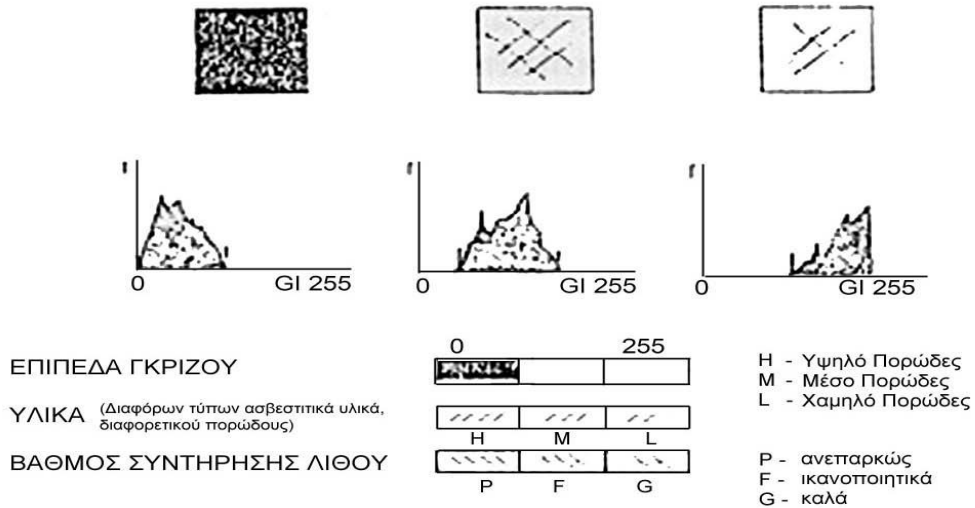 r r r
0 GI 255 0 GI 255 0 GI 255
0 255
ΕΠΙΠΕΔΑ ΓΚΡΙΖΟΥ
H - Υψηλό Πορώδες
M - Μέσο Πορώδες
L - Χαμηλό Πορώδες
ΥΛΙΚΑ (Διαφόρων τύπων ασβεστιτικά υλικά,
διαφορετικού πορώδους)
H M L
ΒΑΘΜΟΣ ΣΥΝΤΗΡΗΣΗΣ ΛΙΘΟΥ
P F G
P - ανεπαρκώς
F - ικανοποιητικά
G - καλά